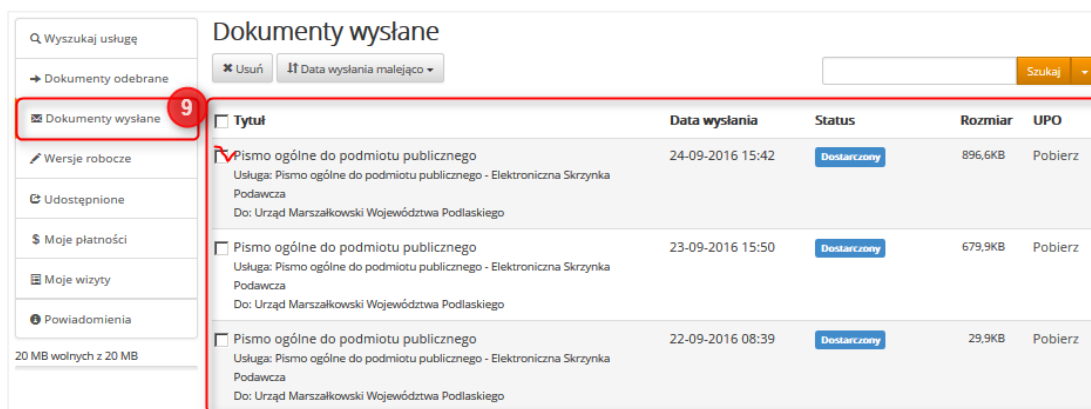 Wyszukaj usługę
Dokumenty odebrane
Dokumenty wysłane
9
Wersje robocze
Udostępnione
$ Moje płatności
Moje wizyty
Powiadomienia
20 MB wolnych z 20 MB
Dokumenty wysłane
Usuń
Data wysłania malejąco
Szukaj
Tytuł Data wysłania Status Rozmiar UPO
Pismo ogólne do podmiotu publicznego 24-09-2016 15:42 Dostarczony 896,6KB Pobierz
Usługa: Pismo ogólne do podmiotu publicznego - Elektroniczna Skrzynka
Podawcza
Do: Urząd Marszałkowski Województwa Podlaskiego
Pismo ogólne do podmiotu publicznego 23-09-2016 15:50 Dostarczony 679,9KB Pobierz
Usługa: Pismo ogólne do podmiotu publicznego - Elektroniczna Skrzynka
Podawcza
Do: Urząd Marszałkowski Województwa Podlaskiego
Pismo ogólne do podmiotu publicznego 22-09-2016 08:39 Dostarczony 29,9KB Pobierz
Usługa: Pismo ogólne do podmiotu publicznego - Elektroniczna Skrzynka
Podawcza
Do: Urząd Marszałkowski Województwa Podlaskiego